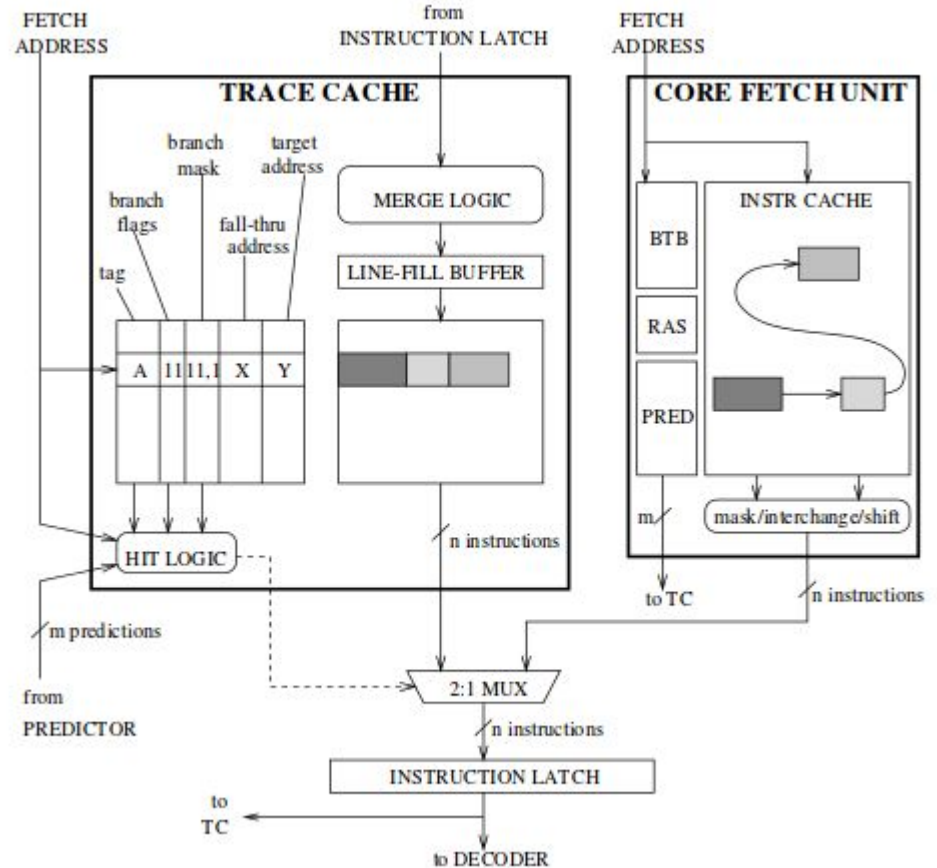 FETCH
ADDRESS
from
INSTRUCTION LATCH
FETCH
ADDRESS
TRACE CACHE
CORE FETCH UNIT
branch
mask
target
address
branch
flags
fall-thru
address
tag
MERGE LOGIC
LINE-FILL BUFFER
A 11 11,1 X Y
HIT LOGIC
n instructions
BTB
RAS
PRED
INSTR CACHE
m
mask/interchange/shift
to TC
n instructions
m predictions
from
PREDICTOR
2:1 MUX
n instructions
INSTRUCTION LATCH
to
TC
to DECODER